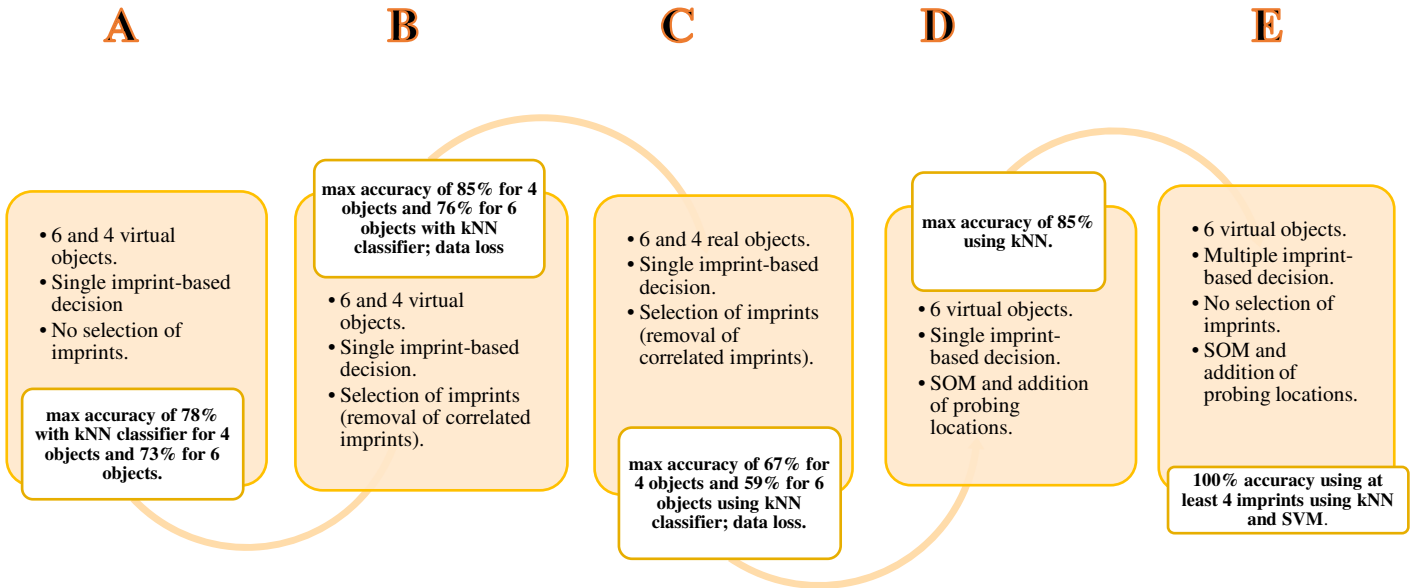 A
B
C
D
E
• 6 and 4 virtual
objects.
• Single imprint-based
decision
• No selection of
imprints.
max accuracy of 78%
with kNN classifier for 4
objects and 73% for 6
objects.
max accuracy of 85% for 4
objects and 76% for 6
objects with kNN
classifier; data loss
• 6 and 4 virtual
objects.
• Single imprint-based
decision.
• Selection of imprints
(removal of correlated
imprints).
• 6 and 4 real objects.
• Single imprint-based
decision.
• Selection of imprints
(removal of
correlated imprints).
max accuracy of 67% for
4 objects and 59% for 6
objects using kNN
classifier; data loss.
max accuracy of 85%
using kNN.
• 6 virtual objects.
• Single imprint-
based decision.
• SOM and addition
of probing
locations.
• 6 virtual objects.
• Multiple imprint-
based decision.
• No selection of
imprints.
• SOM and
addition of
probing locations.
100% accuracy using at
least 4 imprints using kNN
and SVM.